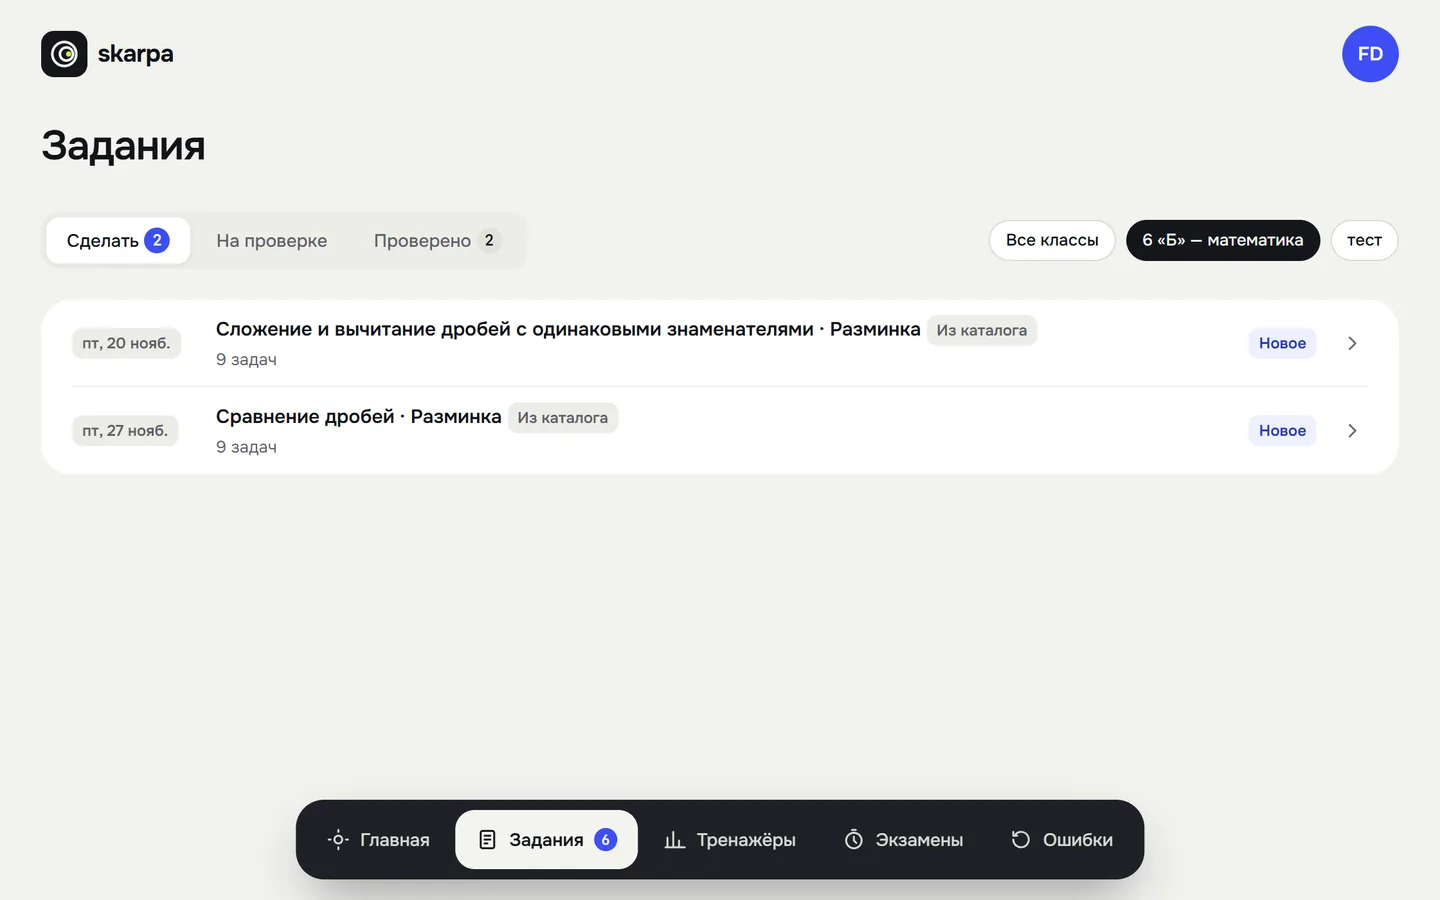 skarpa
FD
Задания
Сделать 2
На проверке
Проверено 2
Все классы
6 «Б» — математика
тест
пт, 20 нояб.
Сложение и вычитание дробей с одинаковыми знаменателями · Разминка
Из каталога
9 задач
Новое
пт, 27 нояб.
Сравнение дробей · Разминка
Из каталога
9 задач
Новое
Главная
Задания 6
Тренажёры
Экзамены
Ошибки